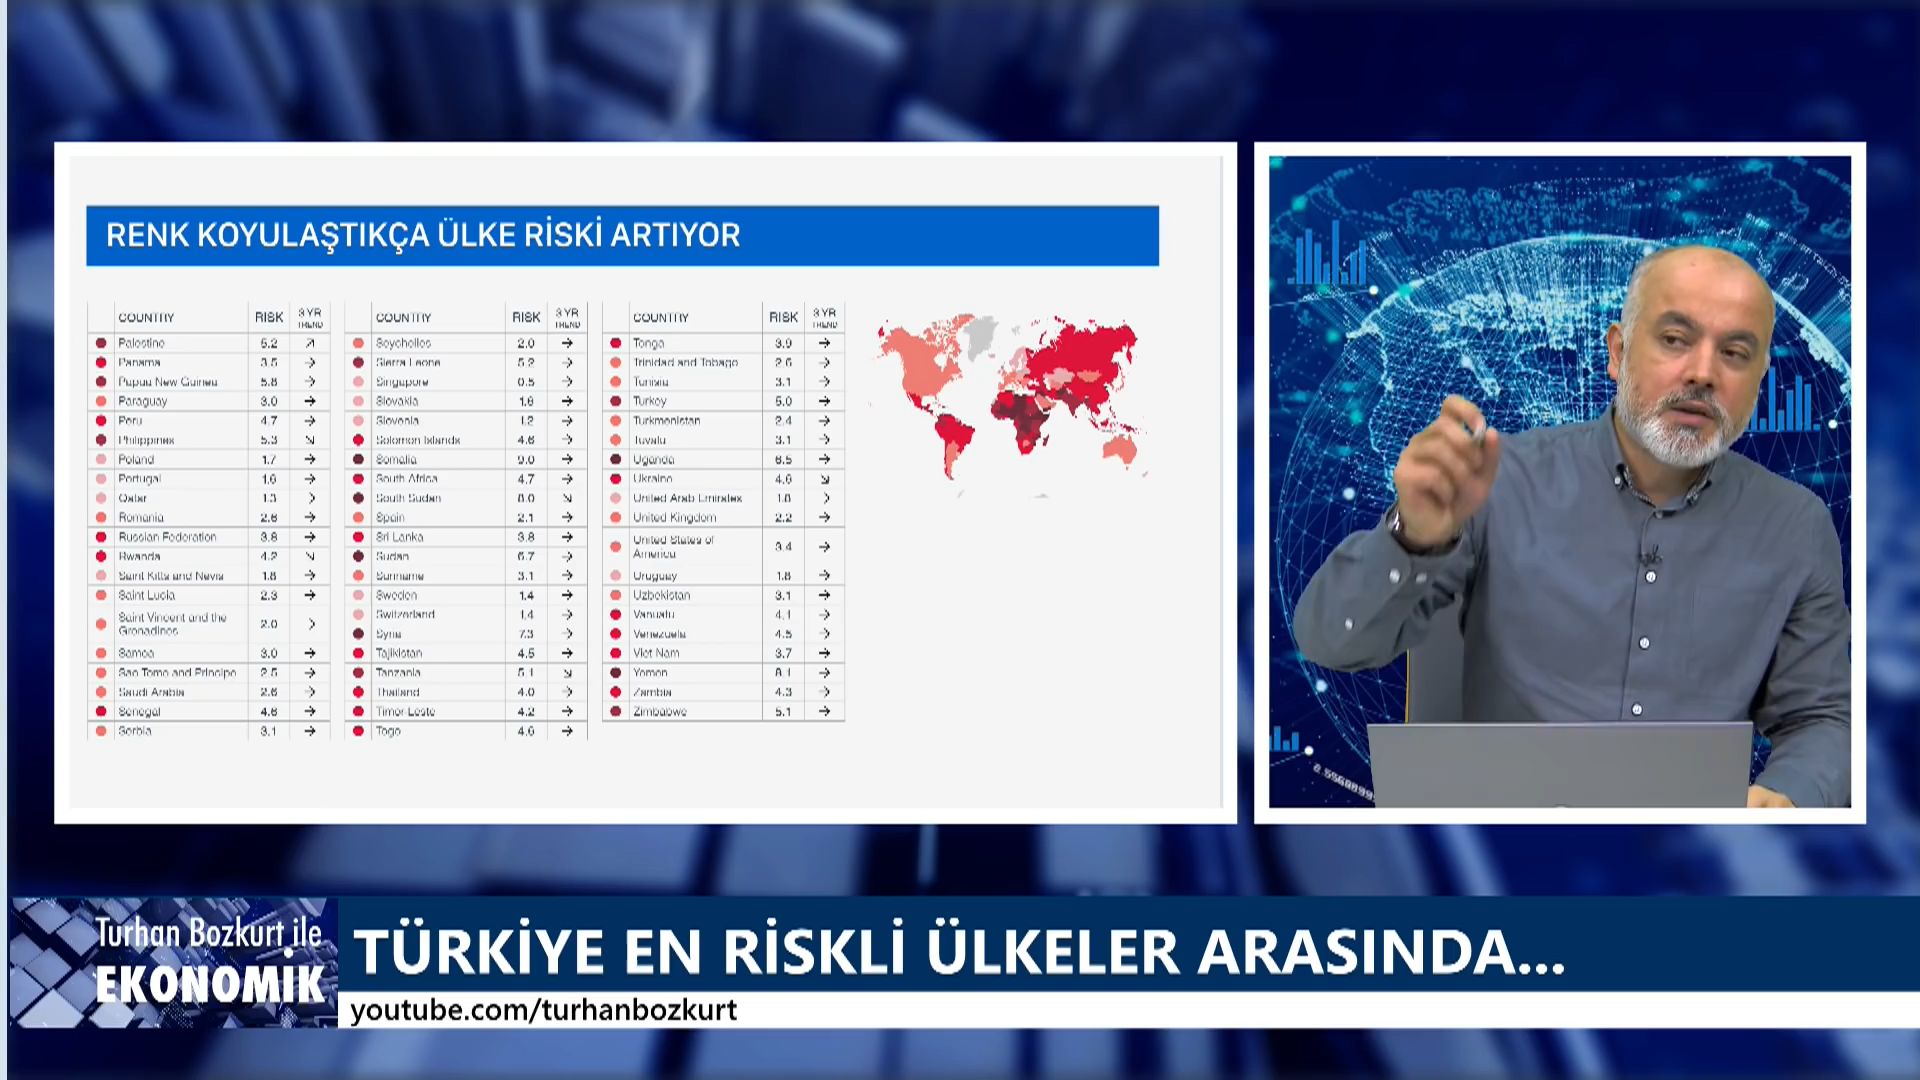 RENK KOYULAŞTIKÇA ÜLKE RİSKİ ARTIYOR
COUNTRY RISK 3 YR TREND
Palestine 5.2 ↗
Panama 3.5 →
Papua New Guinea 5.8 →
Paraguay 3.0 →
Peru 4.7 →
Philippines 5.3 ↘
Poland 1.7 →
Portugal 1.6 →
Qatar 1.3
Romania 2.6 →
Russian Federation 3.8 →
Rwanda 4.2 ↘
Saint Kitts and Nevis 1.8 →
Saint Lucia 2.3 →
Saint Vincent and the
Grenadines 2.0
Samoa 3.0 →
Sao Tome and Principe 2.5 →
Saudi Arabia 2.6 →
Senegal 4.6 →
Serbia 3.1 →
COUNTRY RISK 3 YR TREND
Seychelles 2.0 →
Sierra Leone 5.2 →
Singapore 0.5 →
Slovakia 1.8 →
Slovenia 1.2 →
Solomon Islands 4.6 →
Somalia 9.0 →
South Africa 4.7 →
South Sudan 8.0 ↘
Spain 2.1 →
Sri Lanka 3.8 →
Sudan 6.7 →
Suriname 3.1 →
Sweden 1.4 →
Switzerland 1.4 →
Syria 7.3 →
Tajikistan 4.5 →
Tanzania 5.1 ↘
Thailand 4.0 →
Timor-Leste 4.2 →
Togo 4.0 →
COUNTRY RISK 3 YR TREND
Tonga 3.9 →
Trinidad and Tobago 2.6 →
Tunisia 3.1 →
Turkey 5.0 →
Turkmenistan 2.4 →
Tuvalu 3.1 →
Uganda 6.5 →
Ukraine 4.6 ↘
United Arab Emirates 1.8
United Kingdom 2.2 →
United States of
America 3.4 →
Uruguay 1.8 →
Uzbekistan 3.1 →
Vanuatu 4.1 →
Venezuela 4.5 →
Viet Nam 3.7 →
Yemen 8.1 →
Zambia 4.3 →
Zimbabwe 5.1 →
Turhan Bozkurt ile
EKONOMİK
TÜRKİYE EN RİSKLİ ÜLKELER ARASINDA...
youtube.com/turhanbozkurt